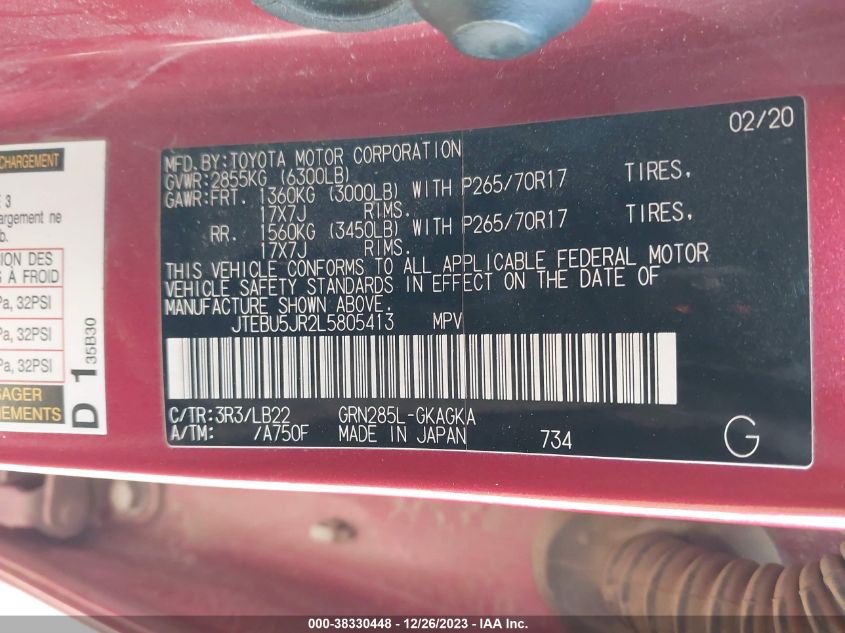 CHARGEMENT
E 3
argement ne
b.
SION DES
S À FROID
Pa, 32PSI
Pa, 32PSI
Pa, 32PSI
SAGER
NEMENTS
D 1 35B30
02/20
MFD.BY:TOYOTA MOTOR CORPORATION
GVWR:2855KG (6300LB)
GAWR:FRT. 1360KG (3000LB) WITH P265/70R17 TIRES,
17X7J RIMS.
RR. 1560KG (3450LB) WITH P265/70R17 TIRES,
17X7J RIMS.
THIS VEHICLE CONFORMS TO ALL APPLICABLE FEDERAL MOTOR
VEHICLE SAFETY STANDARDS IN EFFECT ON THE DATE OF
MANUFACTURE SHOWN ABOVE.
JTEBU5JR2L5805413 MPV
C/TR:3R3/LB22 GRN285L-GKAGKA
A/TM: /A750F MADE IN JAPAN 734 G
000-38330448 - 12/26/2023 - IAA Inc.